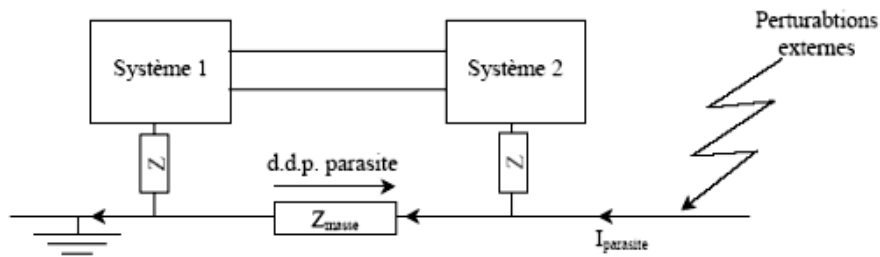 Perturabtions
externes
Système 1
Système 2
Z
d.d.p. parasite
Z
Zmasse
Iparasite